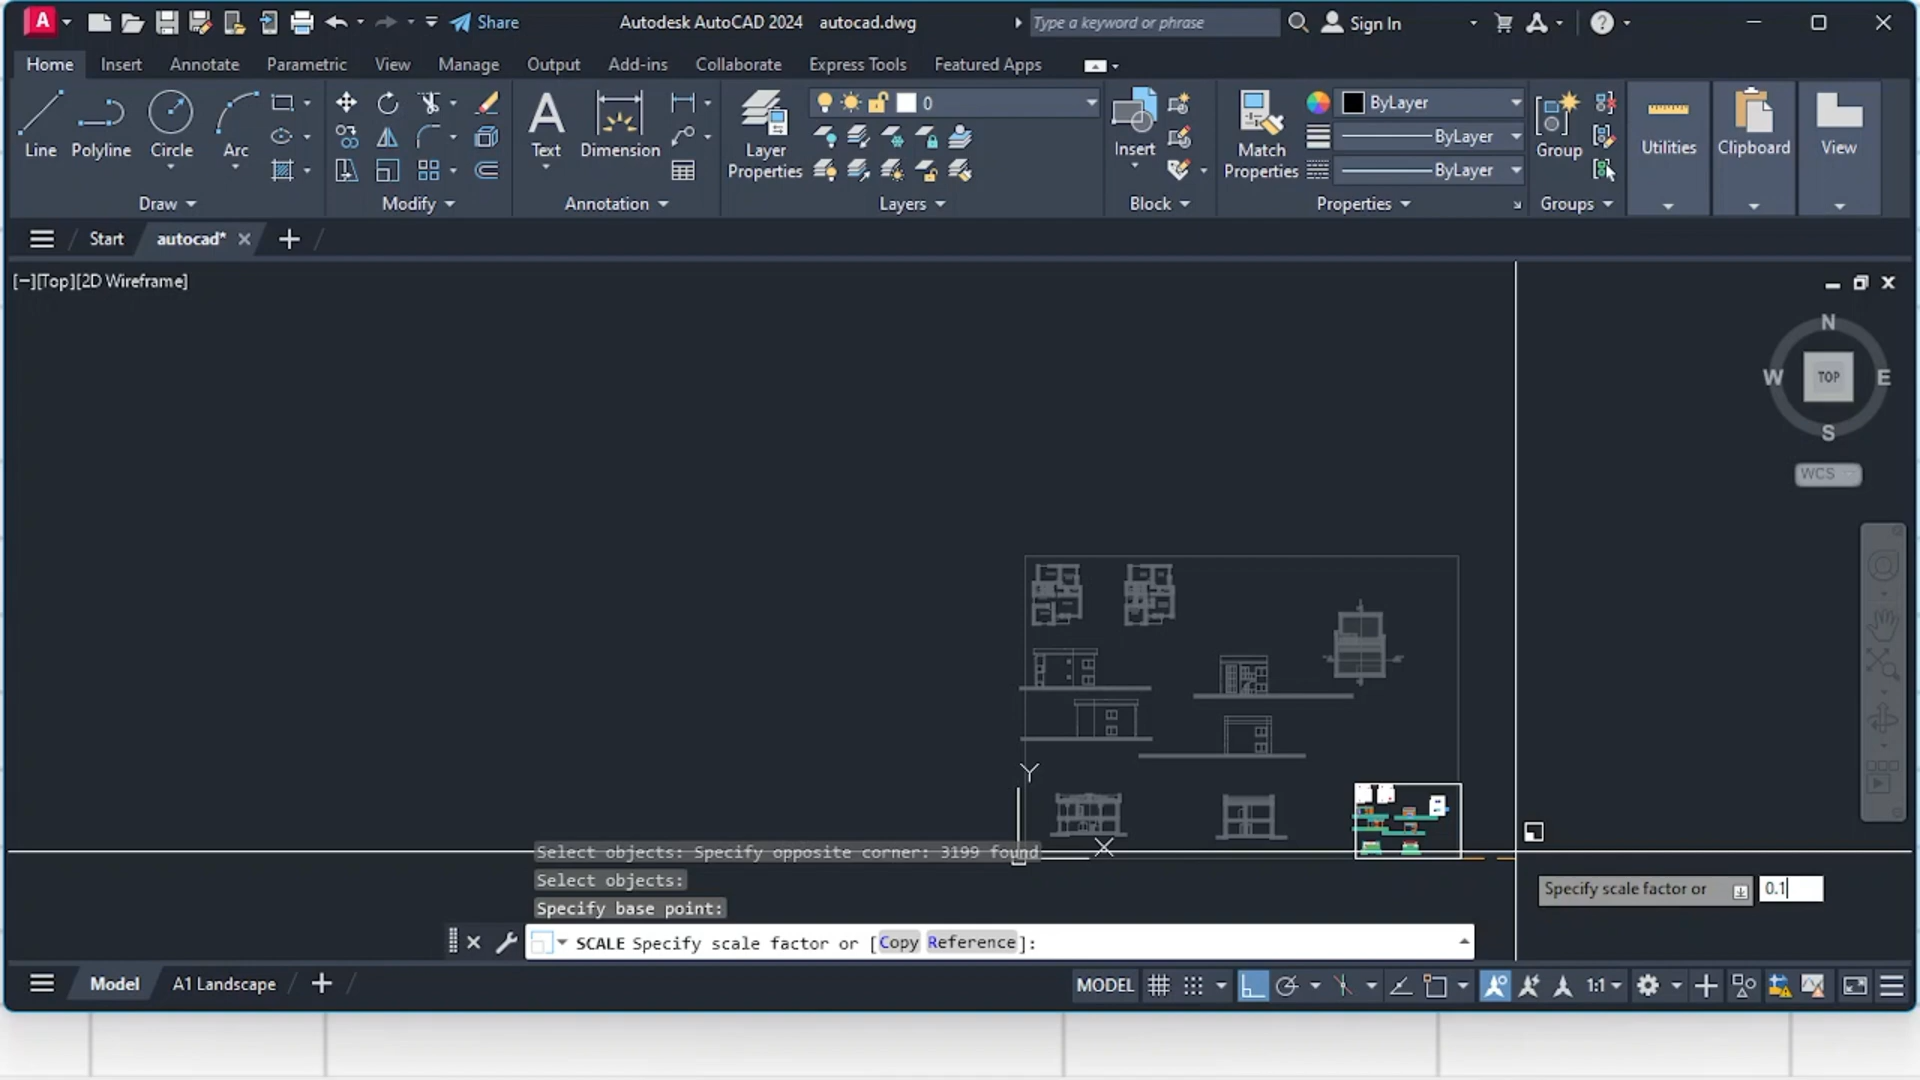 A Share Autodesk AutoCAD 2024 autocad.dwg Type a keyword or phrase Sign In
Home Insert Annotate Parametric View Manage Output Add-ins Collaborate Express Tools Featured Apps
0 ByLayer
ByLayer
Line Polyline Circle Arc Text Dimension Layer Properties Insert Match Properties ByLayer Group Utilities Clipboard View
Draw Modify Annotation Layers Block Properties Groups
Start autocad*
[−][Top][2D Wireframe]
N
W TOP E
S
WCS
Y
X
Select objects: Specify opposite corner: 3199 found
Select objects:
Specify scale factor or 0.1
Specify base point:
SCALE Specify scale factor or [Copy Reference]:
Model A1 Landscape MODEL 1:1